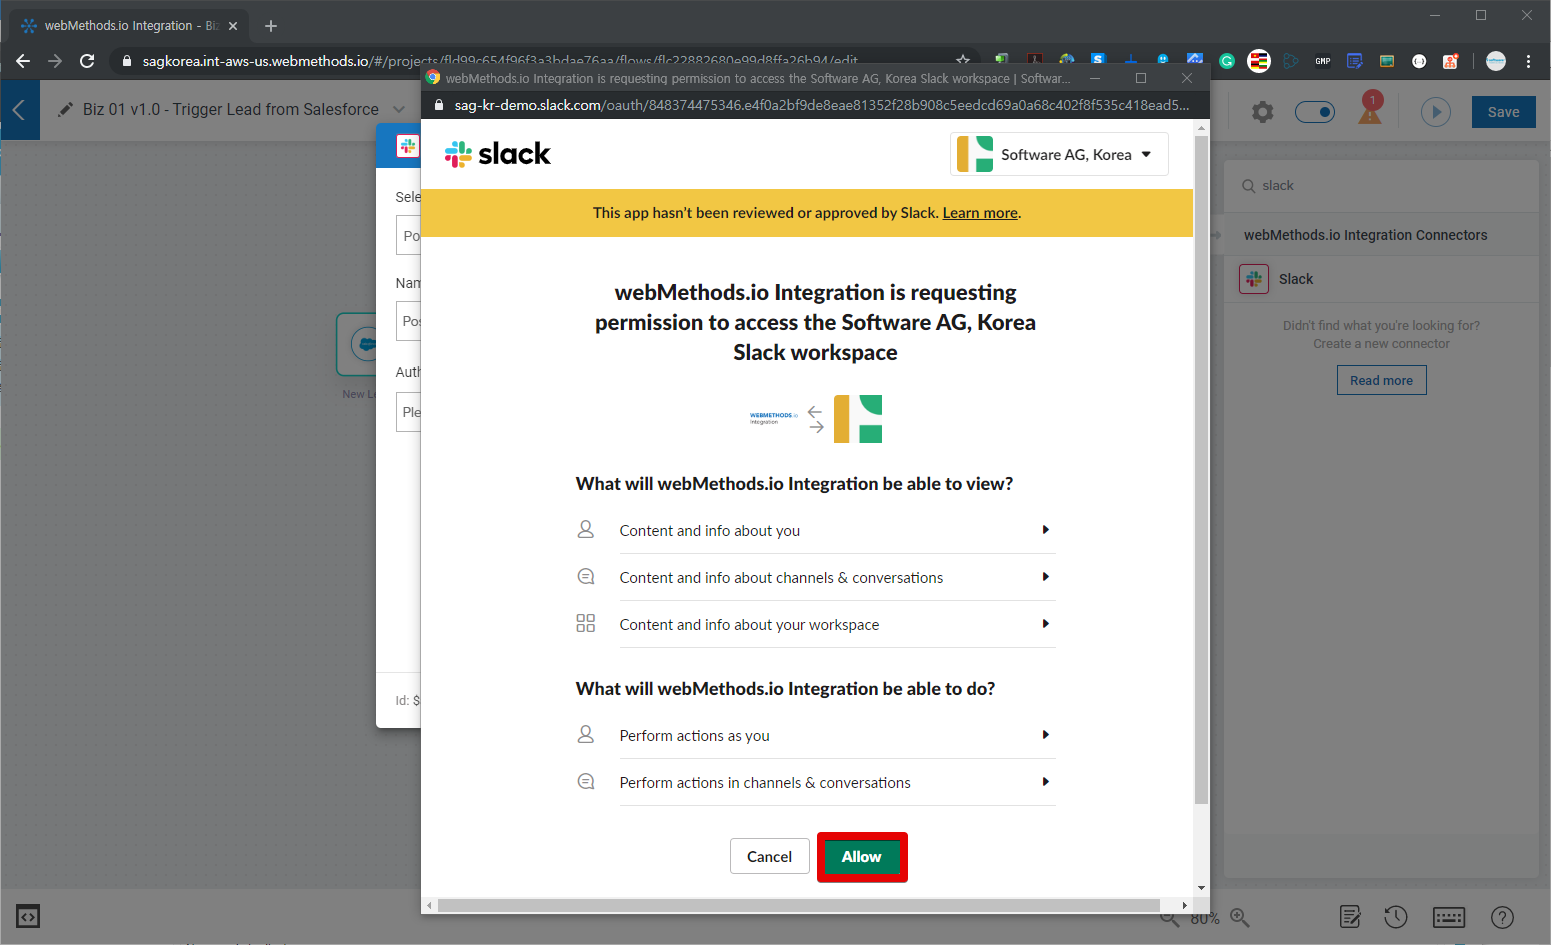 webMethods.io Integration - Biz
sagkorea.int-aws-us.webmethods.io/#/projects/fld99c654f96f3a3bdae76aa/flows/flc22882680e99d8ffa26b94/edit
GMP
Biz 01 v1.0 - Trigger Lead from Salesforce
1
Save
webMethods.io Integration is requesting permission to access the Software AG, Korea Slack workspace | Softwar...
sag-kr-demo.slack.com/oauth/848374475346.e4f0a2bf9de8eae81352f28b908c5eedcd69a0a68c402f8f535c418ead5...
slack
Software AG, Korea
This app hasn't been reviewed or approved by Slack. Learn more.
webMethods.io Integration is requesting
permission to access the Software AG, Korea
Slack workspace
WEBMETHODS.io
Integration
What will webMethods.io Integration be able to view?
Content and info about you
Content and info about channels & conversations
Content and info about your workspace
What will webMethods.io Integration be able to do?
Perform actions as you
Perform actions in channels & conversations
Cancel
Allow
Sele
Po
Nam
Pos
Auth
Ple
Id: $
New Le
slack
webMethods.io Integration Connectors
Slack
Didn't find what you're looking for?
Create a new connector
Read more
80%